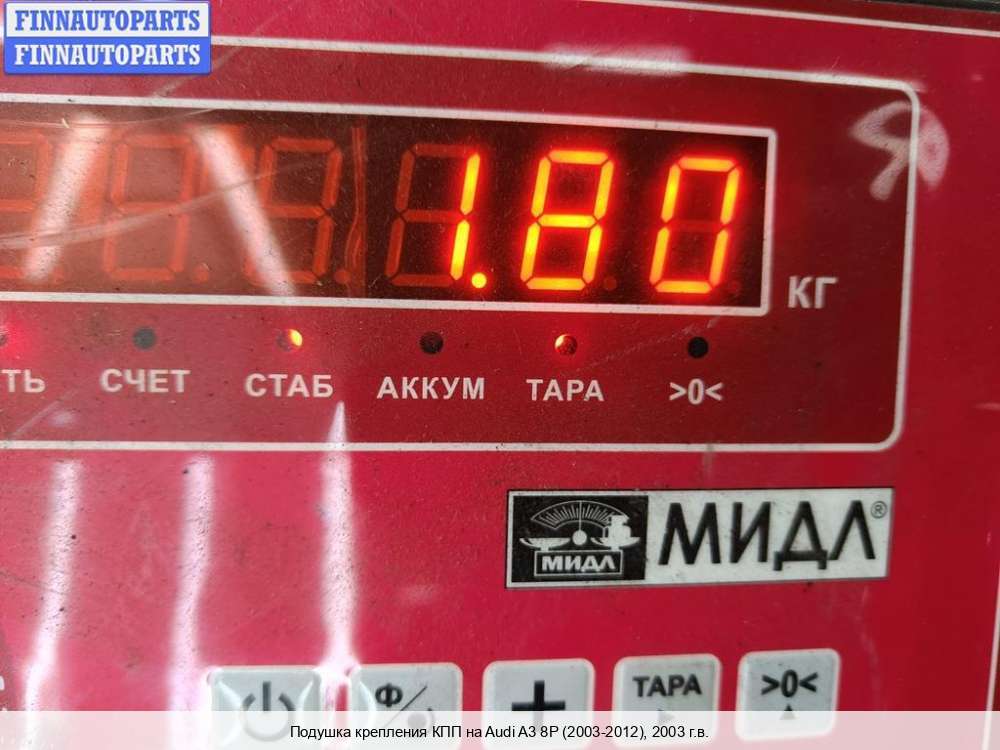 FINNAUTOPARTS
FINNAUTOPARTS
1.80
КГ
ТЬ СЧЕТ СТАБ АККУМ ТАРА >0<
МИДЛ
МИДЛ®
Ф ТАРА >0<
Подушка крепления КПП на Audi A3 8P (2003-2012), 2003 г.в.